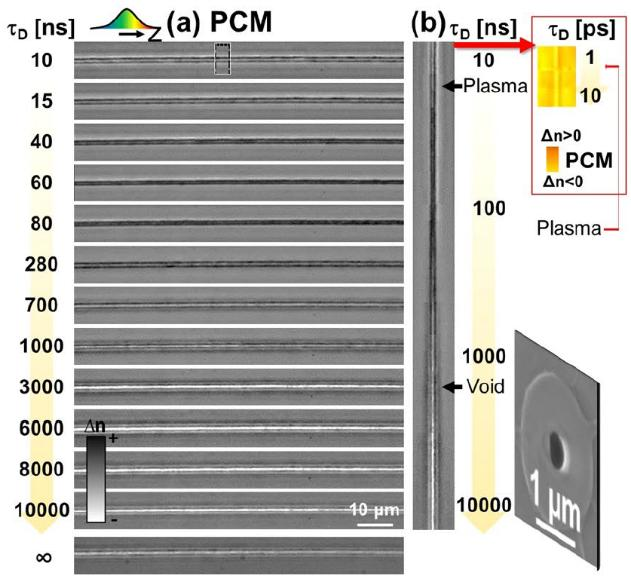 τD [ns]
Z
(a) PCM
10
15
40
60
80
280
700
1000
3000
6000
8000
10000
∞
Δn
+
-
10 μm
(b) τD [ns]
10
Plasma
100
1000
Void
10000
τD [ps]
1
10
Δn>0
PCM
Δn<0
Plasma
1 μm